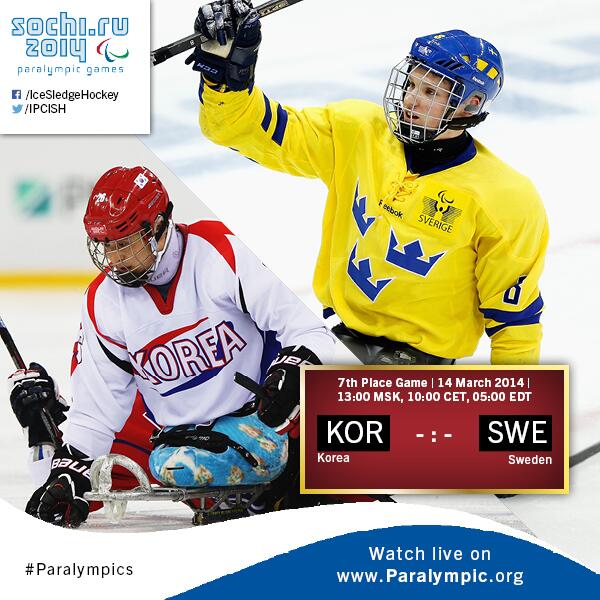 sochi.ru
2014
paralympic games
/IceSledgeHockey
/IPCISH
Reebok
SVERIGE
8
KOREA
7th Place Game | 14 March 2014 |
13:00 MSK, 10:00 CET, 05:00 EDT
KOR - : - SWE
Korea Sweden
#Paralympics
Watch live on
www.Paralympic.org